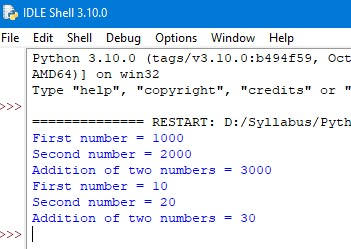 IDLE Shell 3.10.0
File Edit Shell Debug Options Window Help
Python 3.10.0 (tags/v3.10.0:b494f59, Oct
AMD64)] on win32
Type "help", "copyright", "credits" or "
>>>
============== RESTART: D:/Syllabus/Pyth
First number = 1000
Second number = 2000
Addition of two numbers = 3000
First number = 10
Second number = 20
Addition of two numbers = 30
>>>